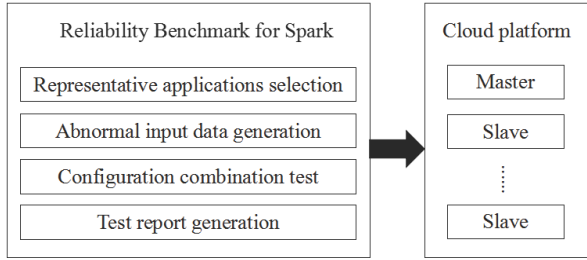 Reliability Benchmark for Spark
Representative applications selection
Abnormal input data generation
Configuration combination test
Test report generation
Cloud platform
Master
Slave
Slave